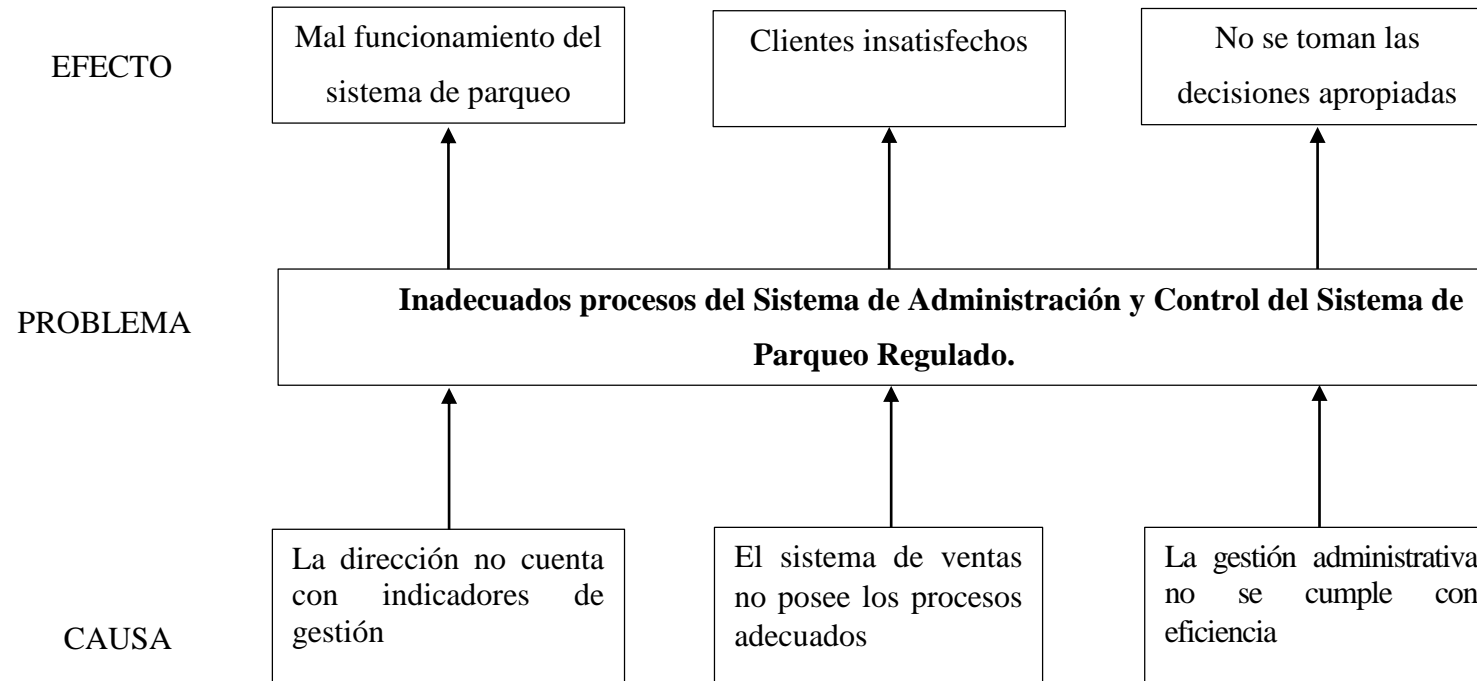 EFECTO
Mal funcionamiento del
sistema de parqueo
Clientes insatisfechos
No se toman las
decisiones apropiadas
PROBLEMA
Inadecuados procesos del Sistema de Administración y Control del Sistema de
Parqueo Regulado.
CAUSA
La dirección no cuenta
con indicadores de
gestión
El sistema de ventas
no posee los procesos
adecuados
La gestión administrativa
no se cumple con
eficiencia